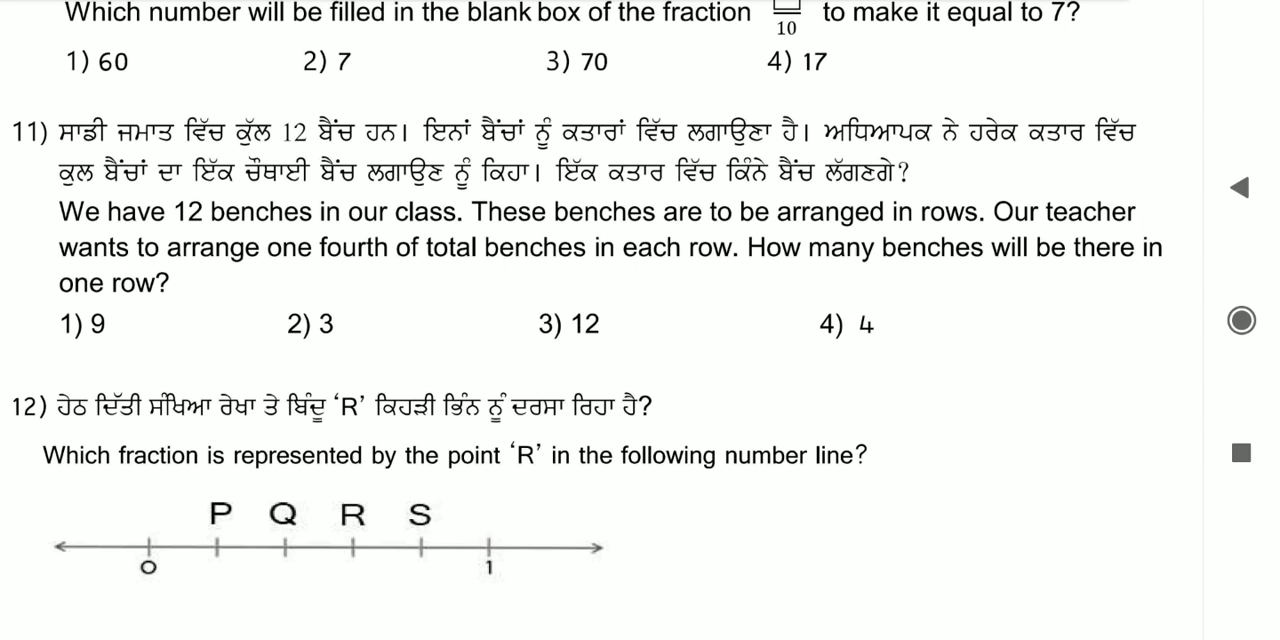 Which number will be filled in the blank box of the fraction □/10 to make it equal to 7?
1) 60 2) 7 3) 70 4) 17
11) ਸਾਡੀ ਜਮਾਤ ਵਿੱਚ ਕੁੱਲ 12 ਬੈਂਚ ਹਨ। ਇਨਾਂ ਬੈਂਚਾਂ ਨੂੰ ਕਤਾਰਾਂ ਵਿੱਚ ਲਗਾਉਣਾ ਹੈ। ਅਧਿਆਪਕ ਨੇ ਹਰੇਕ ਕਤਾਰ ਵਿੱਚ
ਕੁਲ ਬੈਂਚਾਂ ਦਾ ਇੱਕ ਚੌਥਾਈ ਬੈਂਚ ਲਗਾਉਣ ਨੂੰ ਕਿਹਾ। ਇੱਕ ਕਤਾਰ ਵਿੱਚ ਕਿੰਨੇ ਬੈਂਚ ਲੱਗਣਗੇ?
We have 12 benches in our class. These benches are to be arranged in rows. Our teacher
wants to arrange one fourth of total benches in each row. How many benches will be there in
one row?
1) 9 2) 3 3) 12 4) 4
12) ਹੇਠ ਦਿੱਤੀ ਸੰਖਿਆ ਰੇਖਾ ਤੇ ਬਿੰਦੂ ‘R’ ਕਿਹੜੀ ਭਿੰਨ ਨੂੰ ਦਰਸਾ ਰਿਹਾ ਹੈ?
Which fraction is represented by the point ‘R’ in the following number line?
P Q R S
0 1